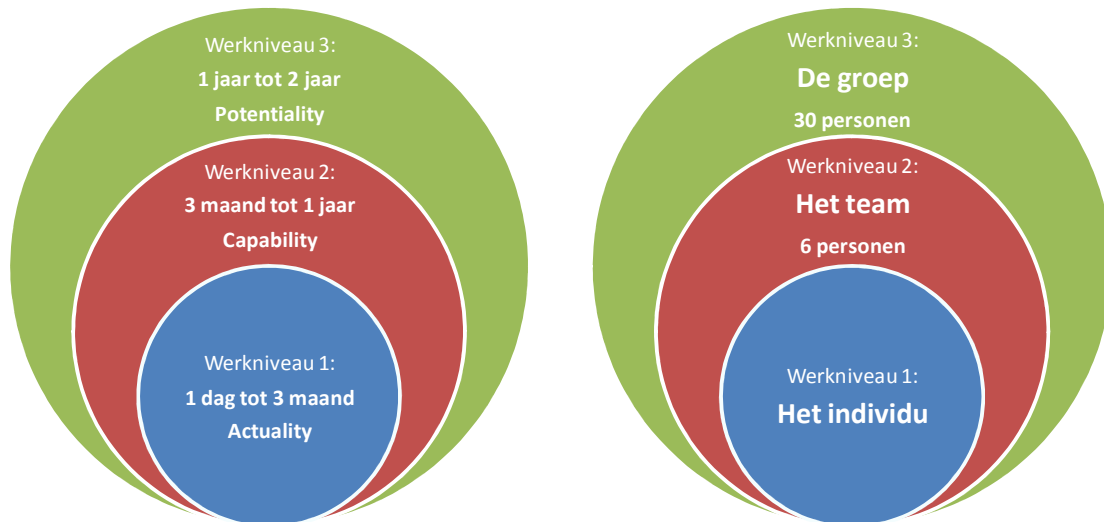 Werkniveau 3:
1 jaar tot 2 jaar
Potentiality
Werkniveau 2:
3 maand tot 1 jaar
Capability
Werkniveau 1:
1 dag tot 3 maand
Actuality
Werkniveau 3:
De groep
30 personen
Werkniveau 2:
Het team
6 personen
Werkniveau 1:
Het individu